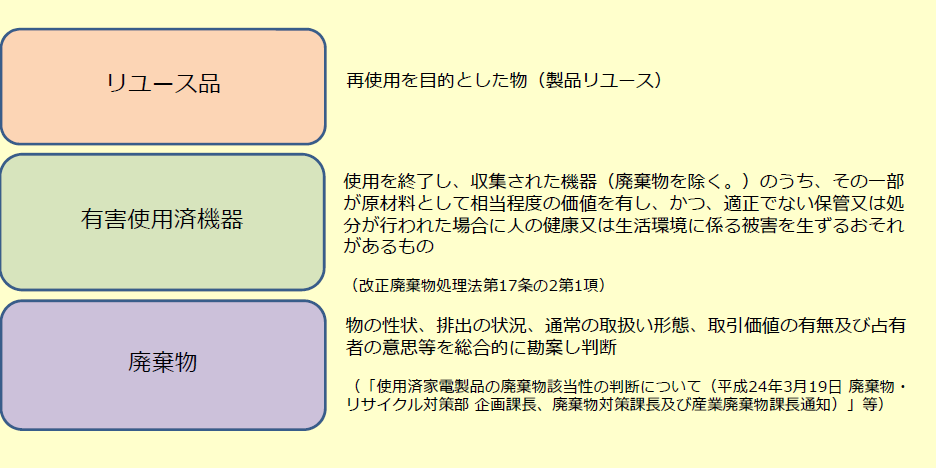 リユース品
再使用を目的とした物（製品リユース）
有害使用済機器
使用を終了し、収集された機器（廃棄物を除く。）のうち、その一部
が原材料として相当程度の価値を有し、かつ、適正でない保管又は処
分が行われた場合に人の健康又は生活環境に係る被害を生ずるおそれ
があるもの
（改正廃棄物処理法第17条の2第1項）
廃棄物
物の性状、排出の状況、通常の取扱い形態、取引価値の有無及び占有
者の意思等を総合的に勘案し判断
（「使用済家電製品の廃棄物該当性の判断について（平成24年3月19日 廃棄物・
リサイクル対策部 企画課長、廃棄物対策課長及び産業廃棄物課長通知）」等）